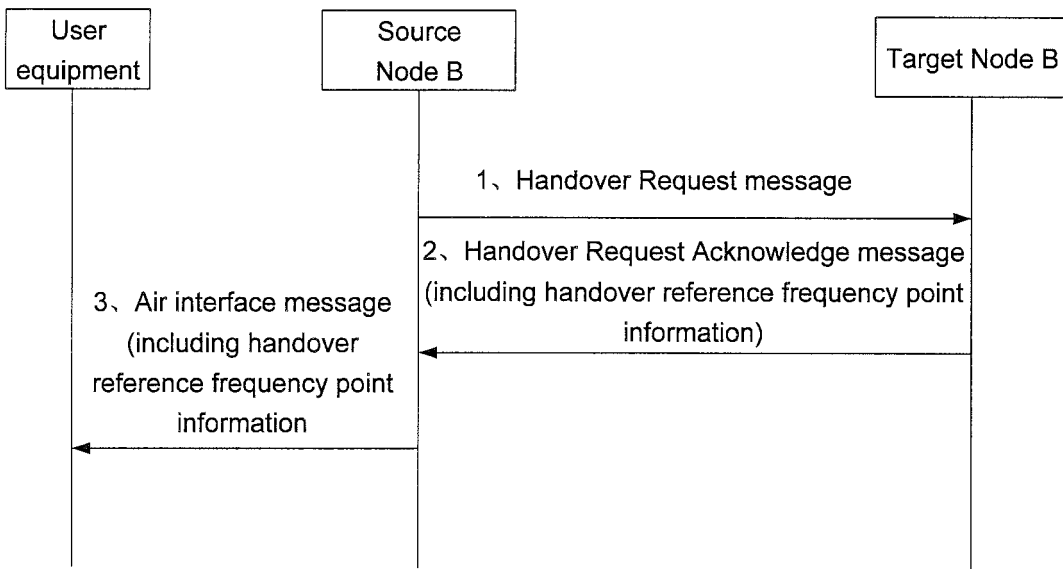 User
equipment
Source
Node B
Target Node B
1、Handover Request message
2、Handover Request Acknowledge message
(including handover reference frequency point
information)
3、Air interface message
(including handover
reference frequency point
information